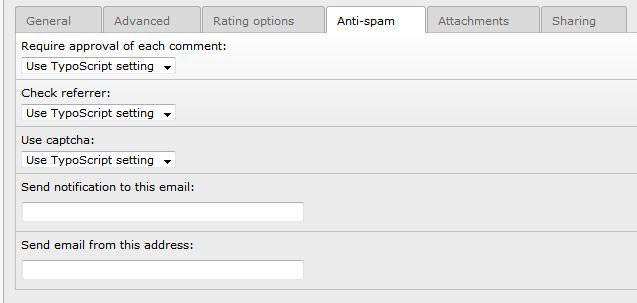 General Advanced Rating options Anti-spam Attachments Sharing
Require approval of each comment:
Use TypoScript setting
Check referrer:
Use TypoScript setting
Use captcha:
Use TypoScript setting
Send notification to this email:
Send email from this address: